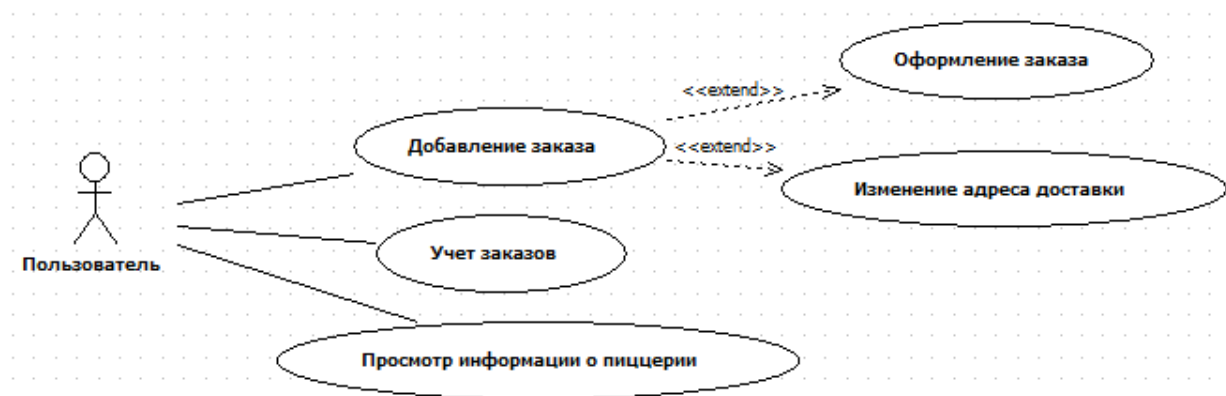 Оформление заказа
<<extend>>
Добавление заказа
<<extend>>
Изменение адреса доставки
Учет заказов
Пользователь
Просмотр информации о пиццерии